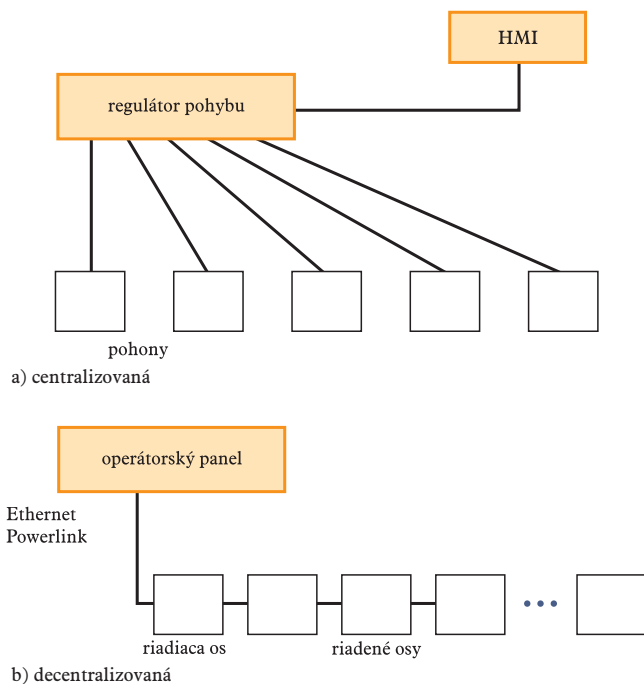 HMI
regulátor pohybu
pohony
a) centralizovaná
operátorský panel
Ethernet
Powerlink
riadiaca os
riadené osy
b) decentralizovaná